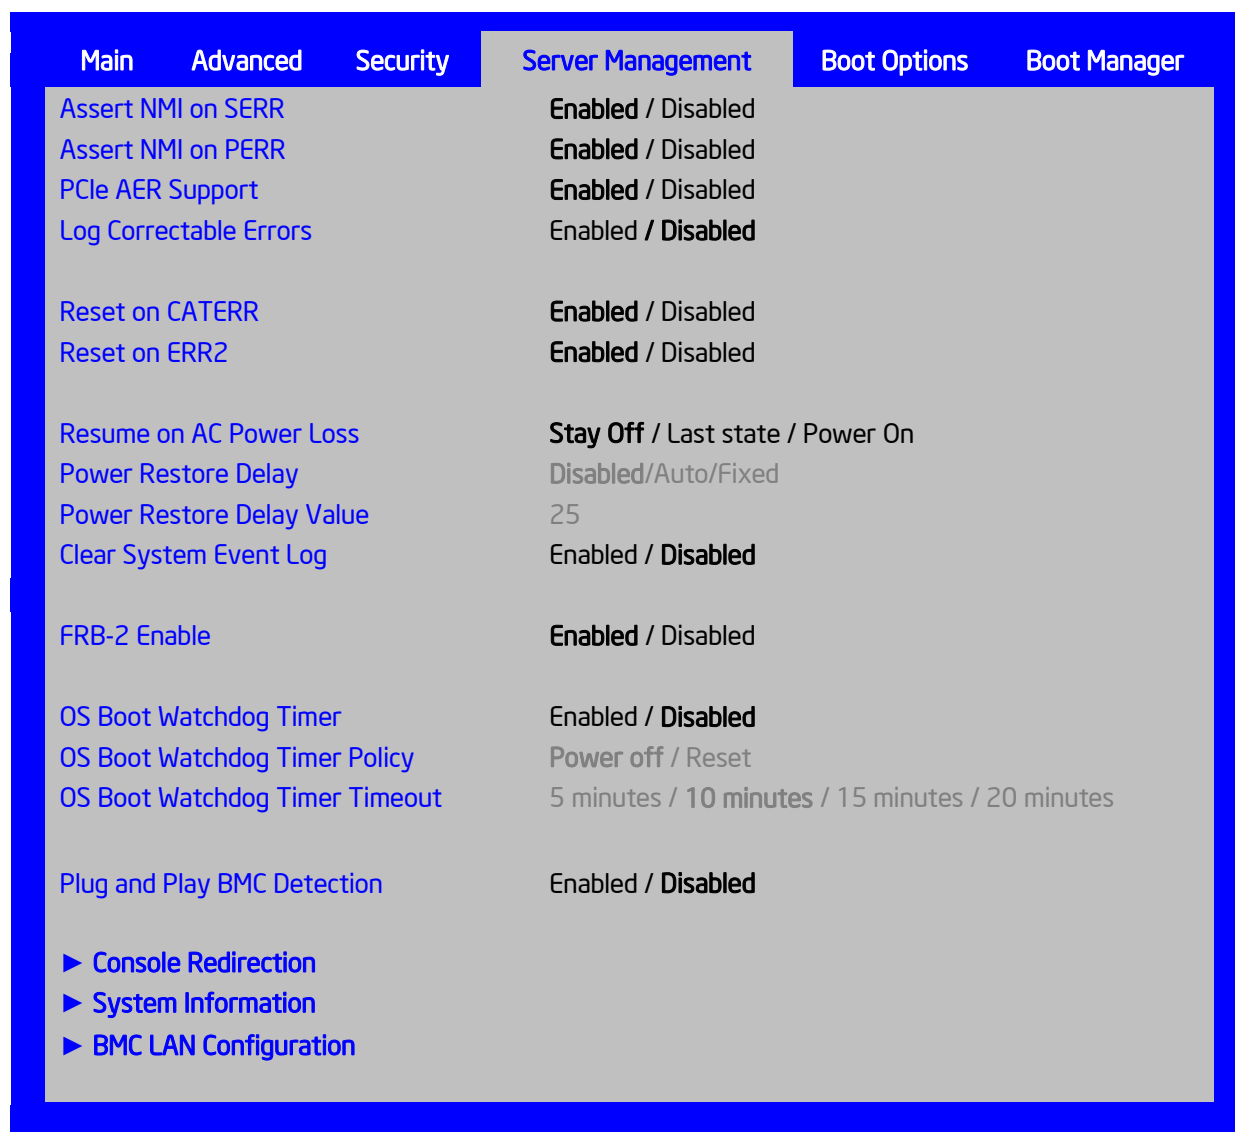 Main Advanced Security Server Management Boot Options Boot Manager
Assert NMI on SERR Enabled / Disabled
Assert NMI on PERR Enabled / Disabled
PCIe AER Support Enabled / Disabled
Log Correctable Errors Enabled / Disabled
Reset on CATERR Enabled / Disabled
Reset on ERR2 Enabled / Disabled
Resume on AC Power Loss Stay Off / Last state / Power On
Power Restore Delay Disabled/Auto/Fixed
Power Restore Delay Value 25
Clear System Event Log Enabled / Disabled
FRB-2 Enable Enabled / Disabled
OS Boot Watchdog Timer Enabled / Disabled
OS Boot Watchdog Timer Policy Power off / Reset
OS Boot Watchdog Timer Timeout 5 minutes / 10 minutes / 15 minutes / 20 minutes
Plug and Play BMC Detection Enabled / Disabled
► Console Redirection
► System Information
► BMC LAN Configuration